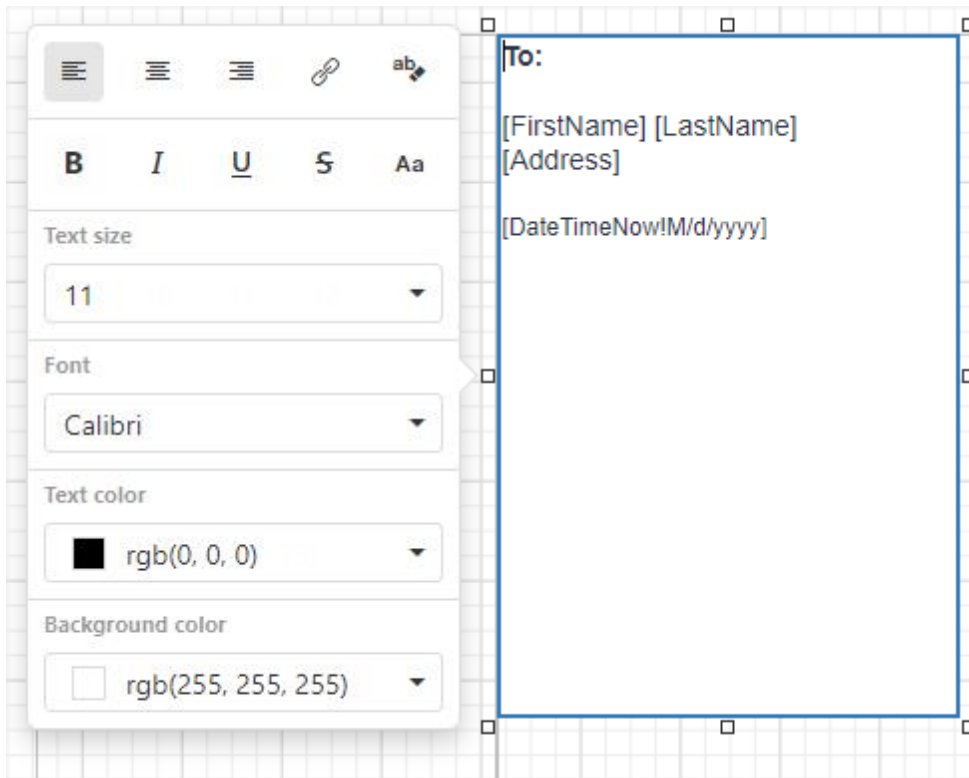 ab
B I U S Aa
Text size
11
Font
Calibri
Text color
rgb(0, 0, 0)
Background color
rgb(255, 255, 255)
To:
[FirstName] [LastName]
[Address]
[DateTimeNow!M/d/yyyy]